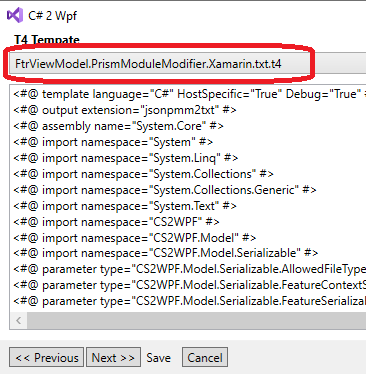 C# 2 Wpf
T4 Tempate
FtrViewModel.PrismModuleModifier.Xamarin.txt.t4
<#@ template language="C#" HostSpecific="True" Debug="True" #
<#@ output extension="jsonpmm2txt" #>
<#@ assembly name="System.Core" #>
<#@ import namespace="System" #>
<#@ import namespace="System.Linq" #>
<#@ import namespace="System.Collections" #>
<#@ import namespace="System.Collections.Generic" #>
<#@ import namespace="System.Text" #>
<#@ import namespace="CS2WPF" #>
<#@ import namespace="CS2WPF.Model" #>
<#@ import namespace="CS2WPF.Model.Serializable" #>
<#@ parameter type="CS2WPF.Model.Serializable.AllowedFileType
<#@ parameter type="CS2WPF.Model.Serializable.FeatureContextS
<#@ parameter type="CS2WPF.Model.Serializable.FeatureSerializal
<< Previous Next >> Save Cancel